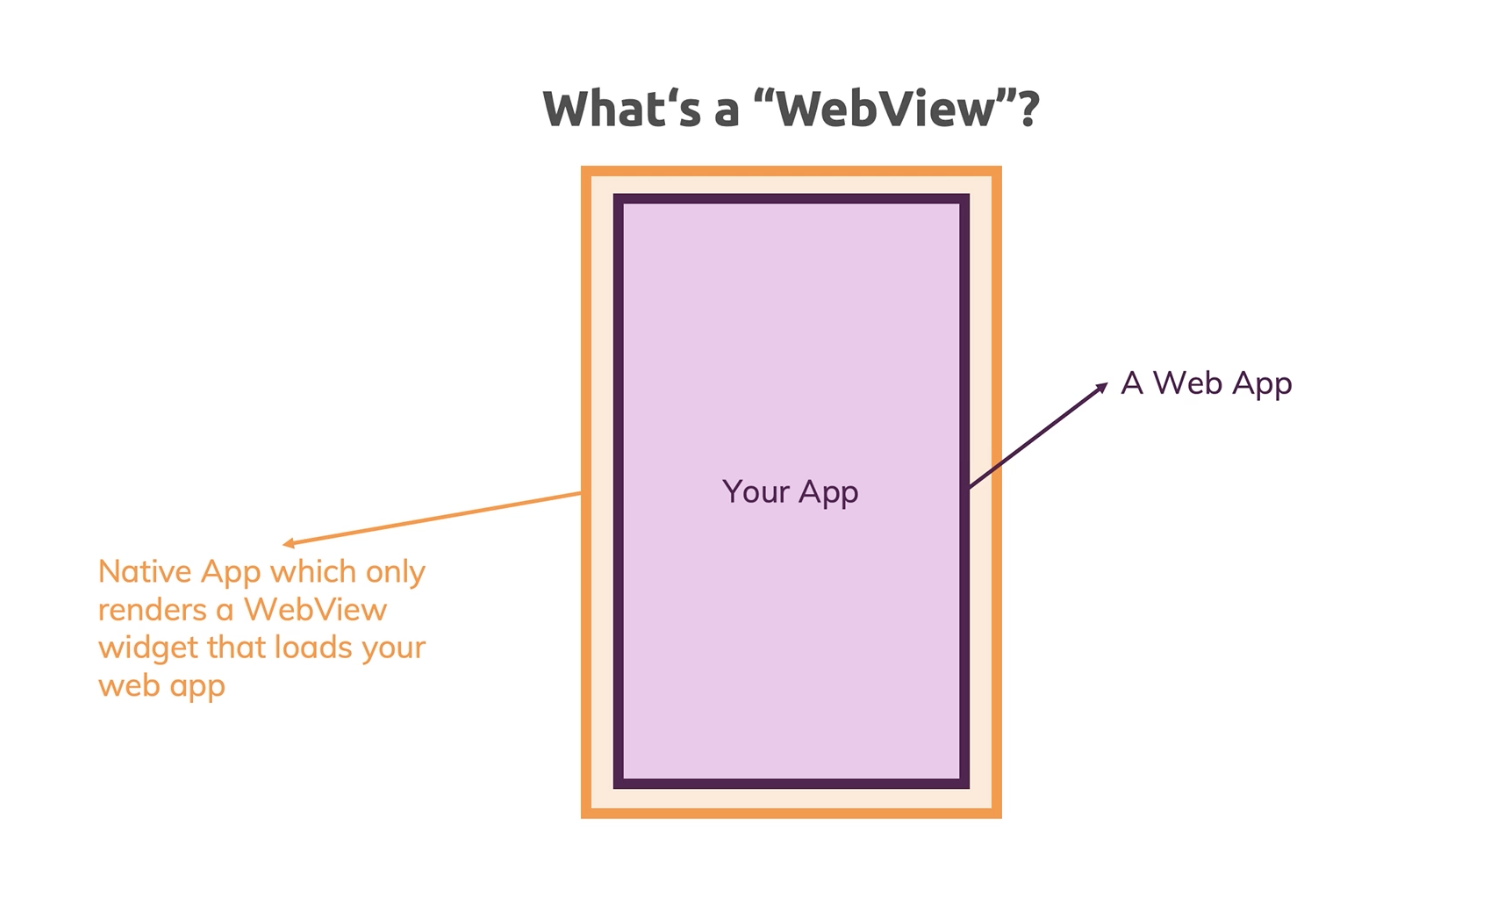 What‘s a “WebView”?
A Web App
Your App
Native App which only
renders a WebView
widget that loads your
web app